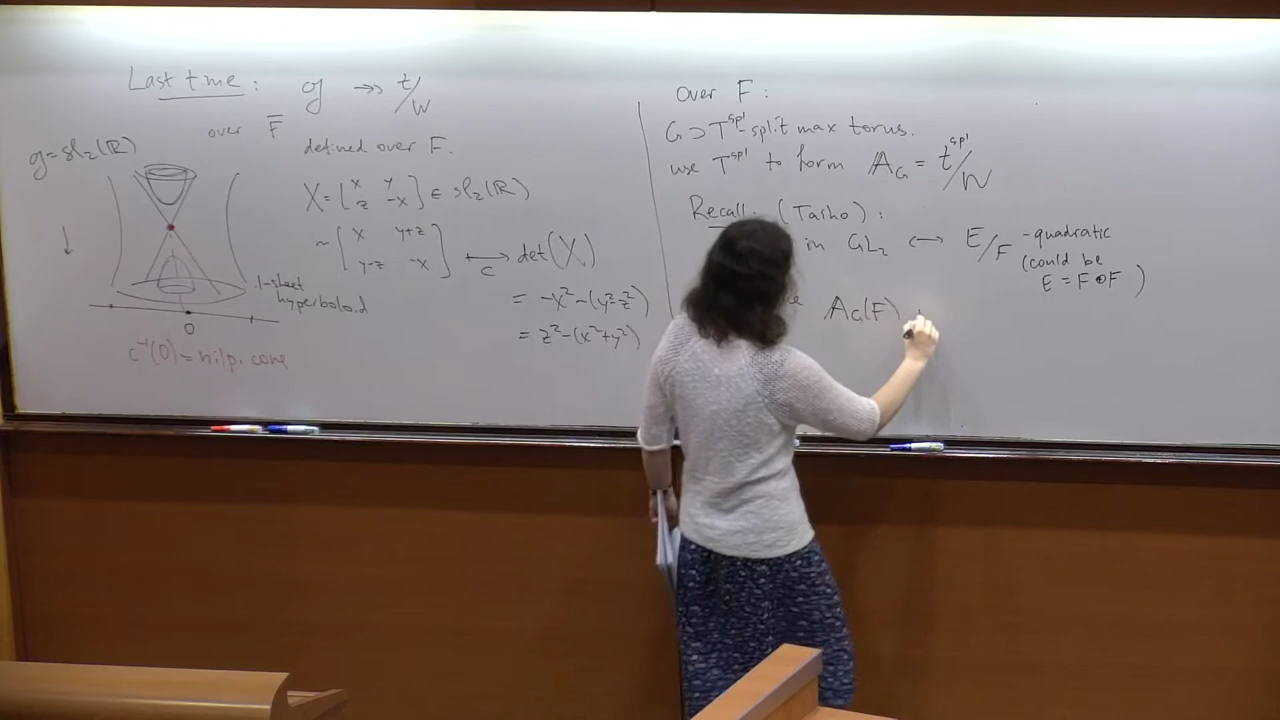 Last time : 𝔤 ↠ t/W
over F̄
defined over F.
g = sl₂(ℝ)
X = [x y; z -x] ∈ sl₂(ℝ)
~ [x y+z; y-z -x] ⟷ det(X)
c
= -x²-(y²-z²)
= z²-(x²+y²)
1-sheet
hyperboloid
0
c⁻¹(0) = nilp. cone
Over F :
G ⊃ T^spl - split max torus.
use T^spl to form 𝔸_G = t^spl/W
Recall (Tasho) :
in GL₂ ⟷ E/F - quadratic
(could be
E = F⊕F )
𝔸_G(F)